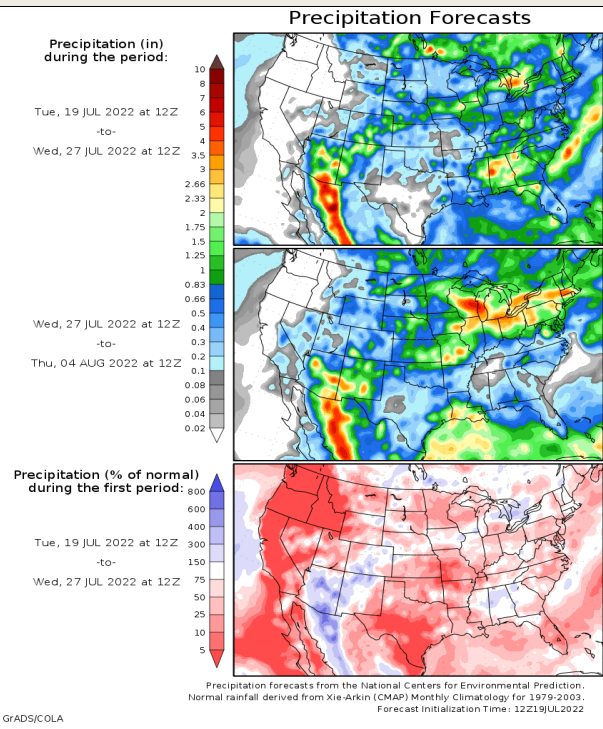 Precipitation Forecasts
Precipitation (in)
during the period:
Tue, 19 JUL 2022 at 12Z
-to-
Wed, 27 JUL 2022 at 12Z
10
8
7
6
5
4
3.5
3
2.66
2.33
2
1.75
1.5
1.25
1
0.83
0.66
0.5
0.4
0.3
0.2
0.1
0.08
0.06
0.04
0.02
Wed, 27 JUL 2022 at 12Z
-to-
Thu, 04 AUG 2022 at 12Z
Precipitation (% of normal)
during the first period:
Tue, 19 JUL 2022 at 12Z
-to-
Wed, 27 JUL 2022 at 12Z
800
600
400
300
150
75
50
25
10
5
Precipitation forecasts from the National Centers for Environmental Prediction.
Normal rainfall derived from Xie-Arkin (CMAP) Monthly Climatology for 1979-2003.
Forecast Initialization Time: 12Z19JUL2022
GrADS/COLA